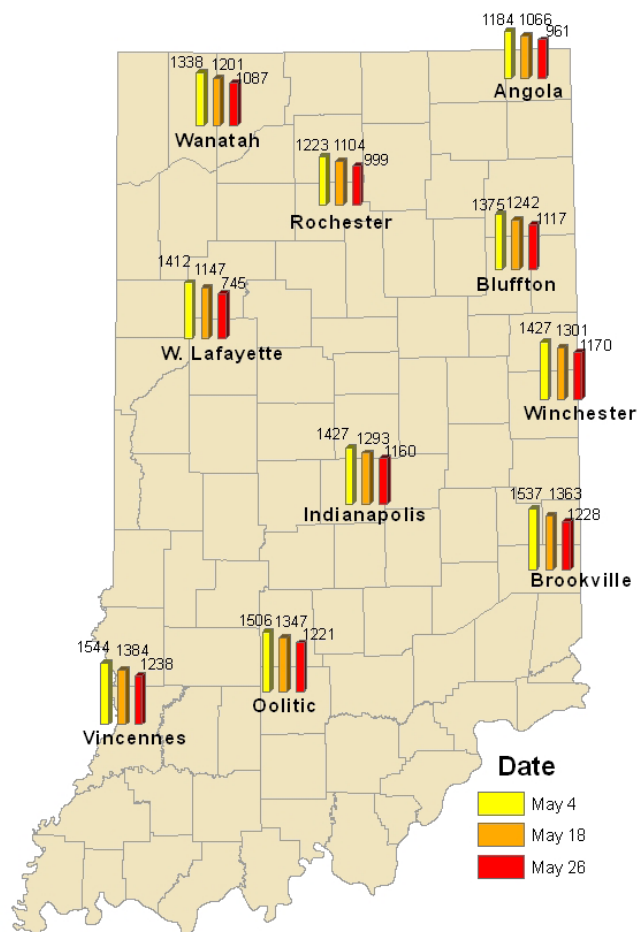 1184 1066 961
Angola
1338 1201 1087
Wanatah
1223 1104 999
Rochester
1375 1242 1117
Bluffton
1412 1147 745
W. Lafayette
1427 1301 1170
Winchester
1427 1293 1160
Indianapolis
1537 1363 1228
Brookville
1506 1347 1221
Oolitic
1544 1384 1238
Vincennes
Date
May 4
May 18
May 26